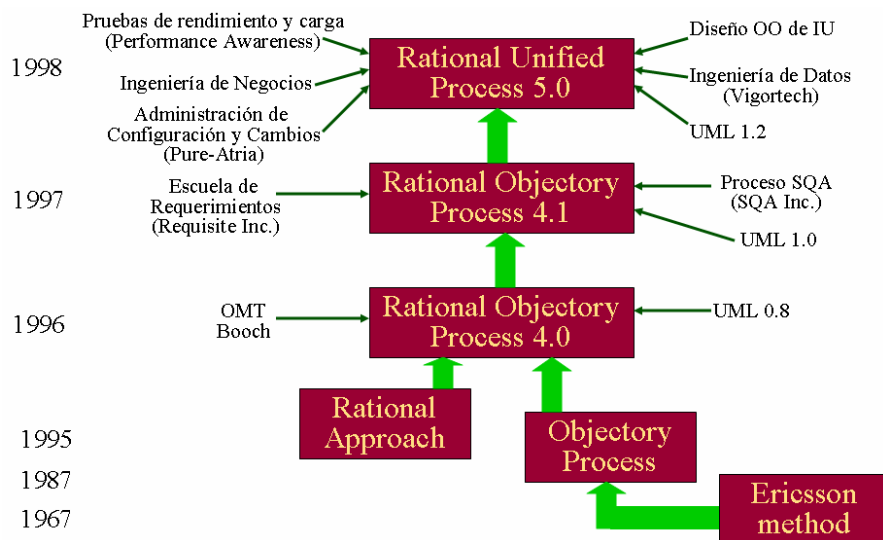 Pruebas de rendimiento y carga
(Performance Awareness)
Diseño OO de IU
1998
Rational Unified
Process 5.0
Ingeniería de Negocios
Ingeniería de Datos
(Vigortech)
Administración de
Configuración y Cambios
(Pure-Atria)
UML 1.2
1997
Escuela de
Requerimientos
(Requisite Inc.)
Rational Objectory
Process 4.1
Proceso SQA
(SQA Inc.)
UML 1.0
1996
OMT
Booch
Rational Objectory
Process 4.0
UML 0.8
Rational
Approach
1995
Objectory
Process
1987
1967
Ericsson
method